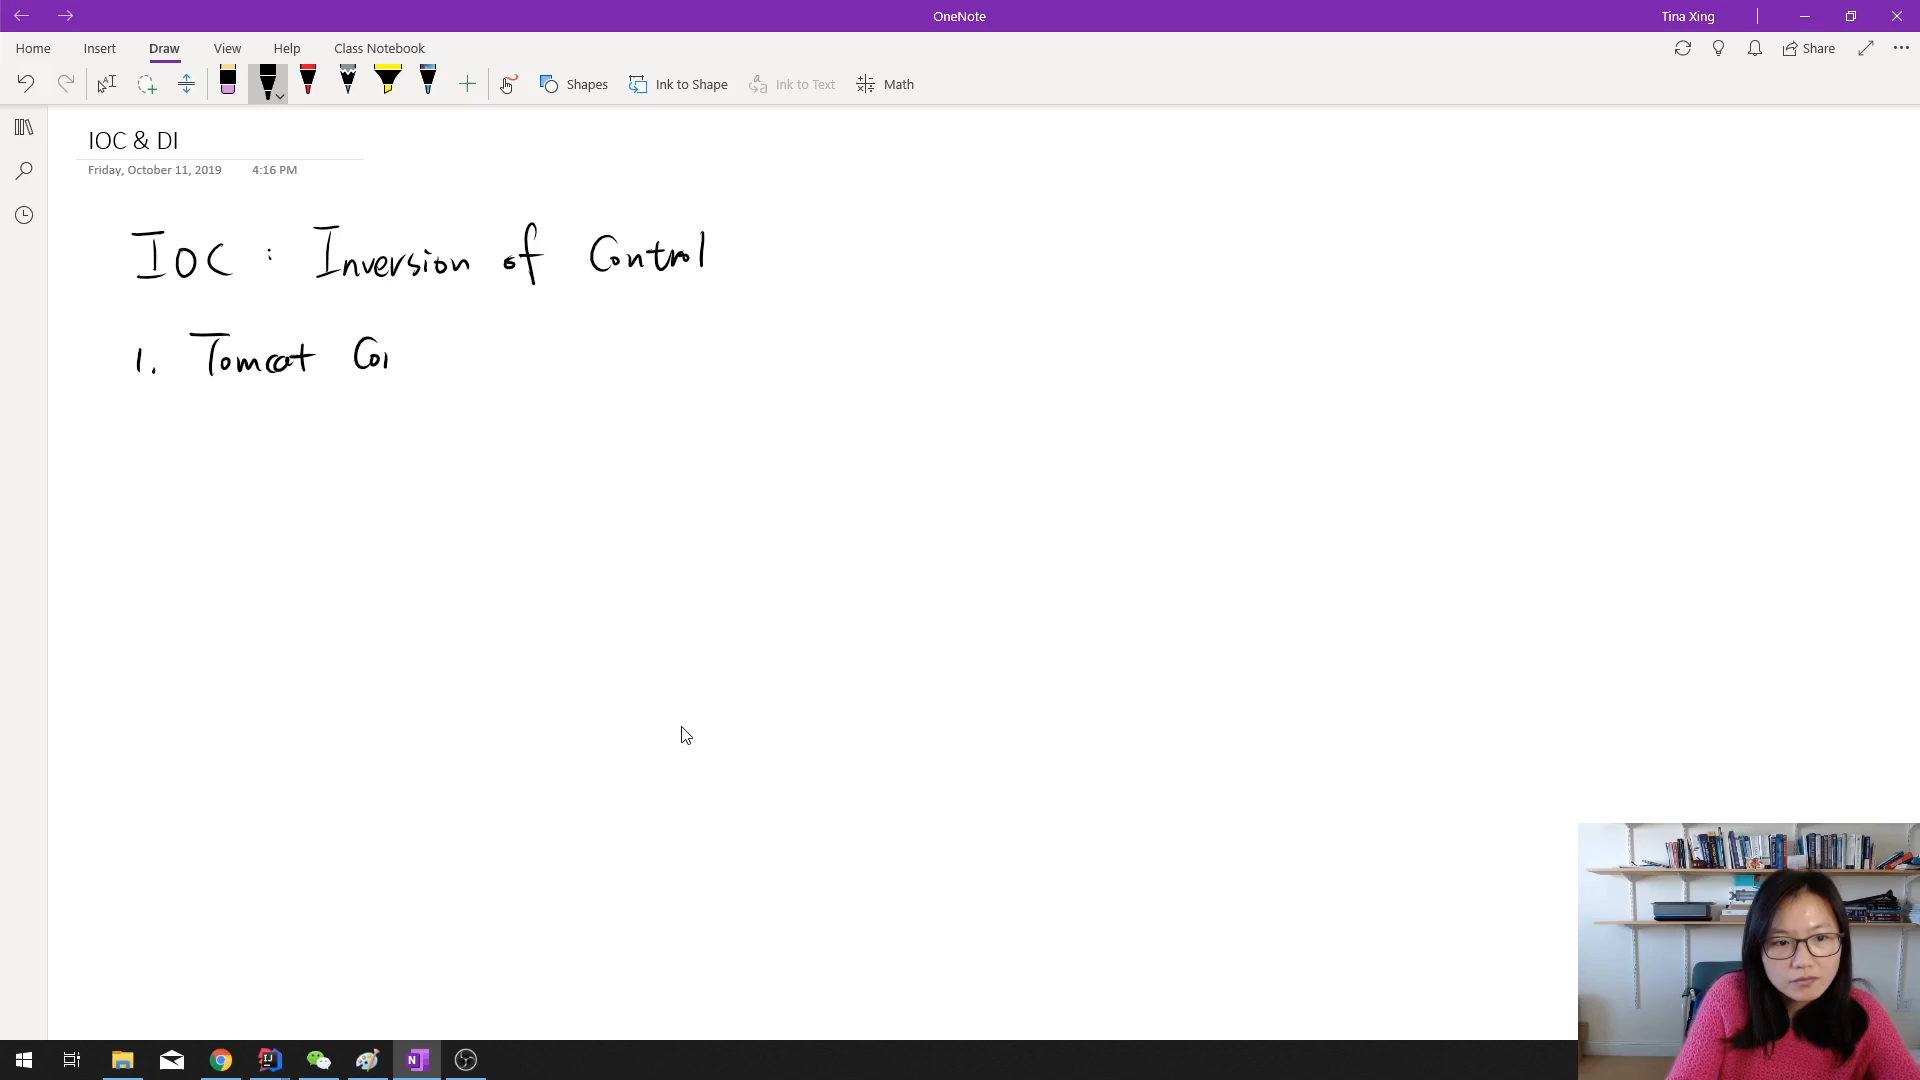 OneNote
Tina Xing
Home Insert Draw View Help Class Notebook
Share
Shapes Ink to Shape Ink to Text Math
IOC & DI
Friday, October 11, 2019 4:16 PM
IOC : Inversion of Control
1. Tomcat Con